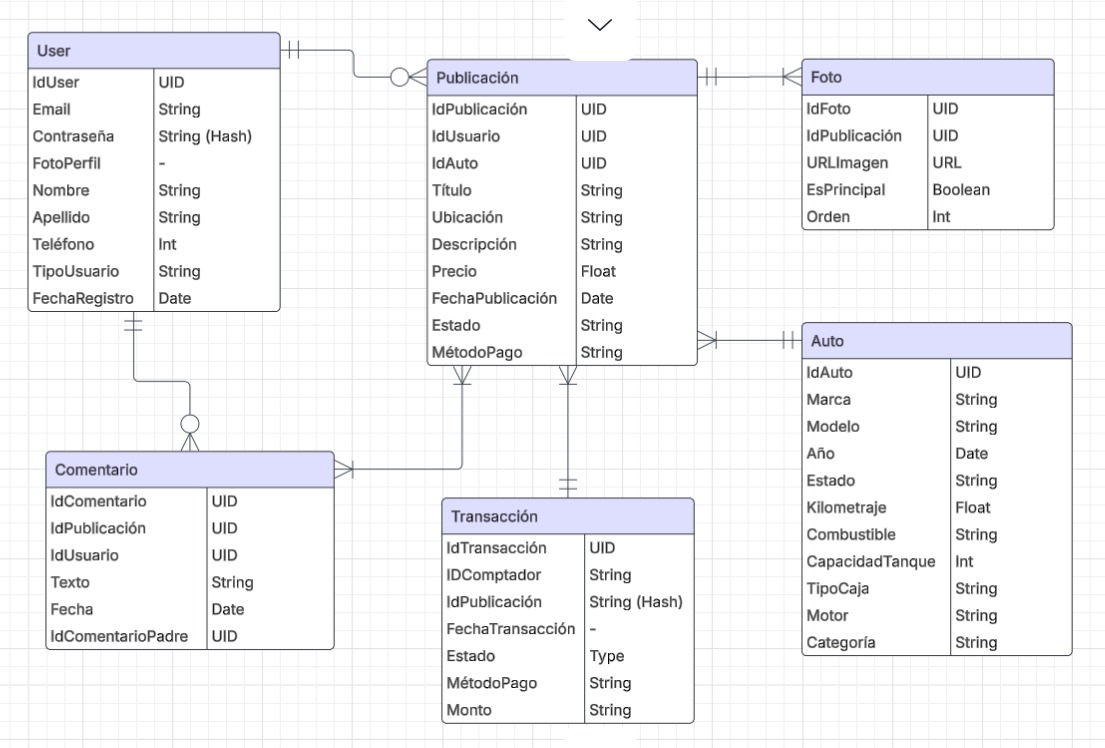 User
IdUser UID
Email String
Contraseña String (Hash)
FotoPerfil -
Nombre String
Apellido String
Teléfono Int
TipoUsuario String
FechaRegistro Date
Publicación
IdPublicación UID
IdUsuario UID
IdAuto UID
Título String
Ubicación String
Descripción String
Precio Float
FechaPublicación Date
Estado String
MétodoPago String
Foto
IdFoto UID
IdPublicación UID
URLImagen URL
EsPrincipal Boolean
Orden Int
Auto
IdAuto UID
Marca String
Modelo String
Año Date
Estado String
Kilometraje Float
Combustible String
CapacidadTanque Int
TipoCaja String
Motor String
Categoría String
Comentario
IdComentario UID
IdPublicación UID
IdUsuario UID
Texto String
Fecha Date
IdComentarioPadre UID
Transacción
IdTransacción UID
IDComptador String
IdPublicación String (Hash)
FechaTransacción -
Estado Type
MétodoPago String
Monto String